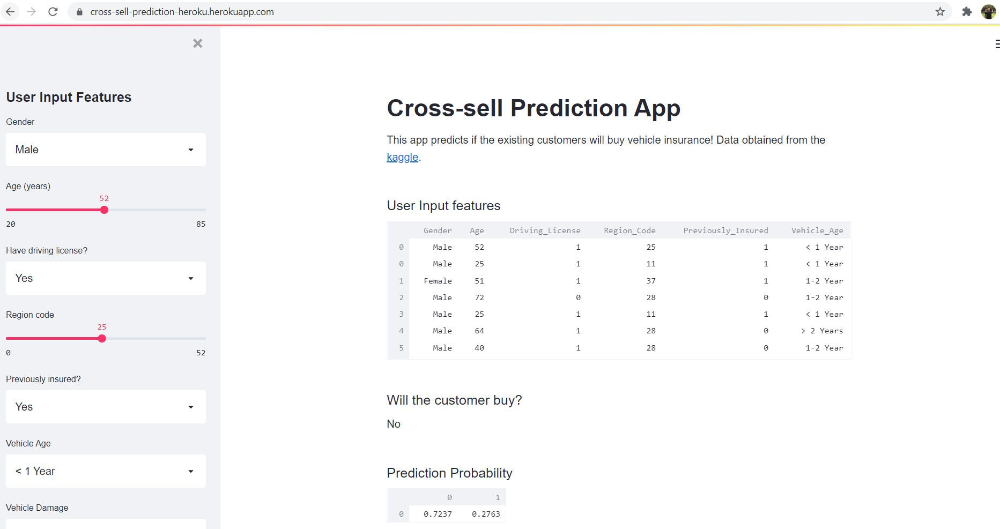 cross-sell-prediction-heroku.herokuapp.com
User Input Features
Gender
Male
Age (years)
52
20 85
Have driving license?
Yes
Region code
25
0 52
Previously insured?
Yes
Vehicle Age
< 1 Year
Vehicle Damage
Cross-sell Prediction App
This app predicts if the existing customers will buy vehicle insurance! Data obtained from the
kaggle.
User Input features
Gender Age Driving_License Region_Code Previously_Insured Vehicle_Age
0 Male 52 1 25 1 < 1 Year
0 Male 25 1 11 1 < 1 Year
1 Female 51 1 37 1 1-2 Year
2 Male 72 0 28 0 1-2 Year
3 Male 25 1 11 1 < 1 Year
4 Male 64 1 28 0 > 2 Years
5 Male 40 1 28 0 1-2 Year
Will the customer buy?
No
Prediction Probability
0 1
0 0.7237 0.2763